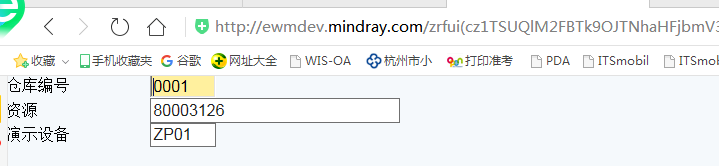 http://ewmdev.mindray.com/zrfui(cz1TSUQlM2FBTk9OJTNhaHFjbmV3
收藏 手机收藏夹 谷歌 网址大全 WIS-OA 杭州市小 打印准考 PDA ITSmobil ITSmo
仓库编号 0001
资源 80003126
演示设备 ZP01